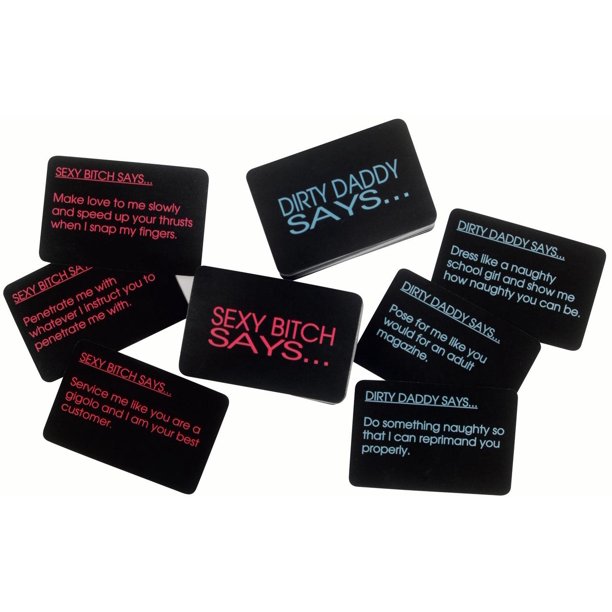 SEXY BITCH SAYS...
Make love to me slowly
and speed up your thrusts
when I snap my fingers.
DIRTY DADDY
SAYS...
DIRTY DADDY SAYS...
Dress like a naughty
school girl and show me
how naughty you can be.
SEXY BITCH SAYS...
Penetrate me with
whatever I instruct you to
penetrate me with.
SEXY BITCH
SAYS...
DIRTY DADDY SAYS...
Pose for me like you
would for an adult
magazine.
SEXY BITCH SAYS...
Service me like you are a
gigolo and I am your best
customer.
DIRTY DADDY SAYS...
Do something naughty so
that I can reprimand you
properly.